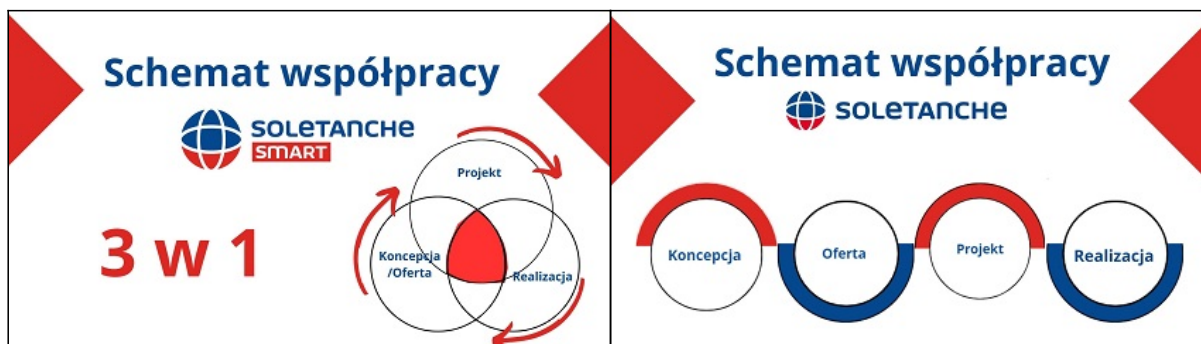 Schemat współpracy
SOLETANCHE
SMART
3 w 1
Projekt
Koncepcja
/Oferta
Realizacja
Schemat współpracy
SOLETANCHE
Koncepcja
Oferta
Projekt
Realizacja